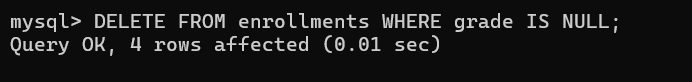 mysql> DELETE FROM enrollments WHERE grade IS NULL;
Query OK, 4 rows affected (0.01 sec)